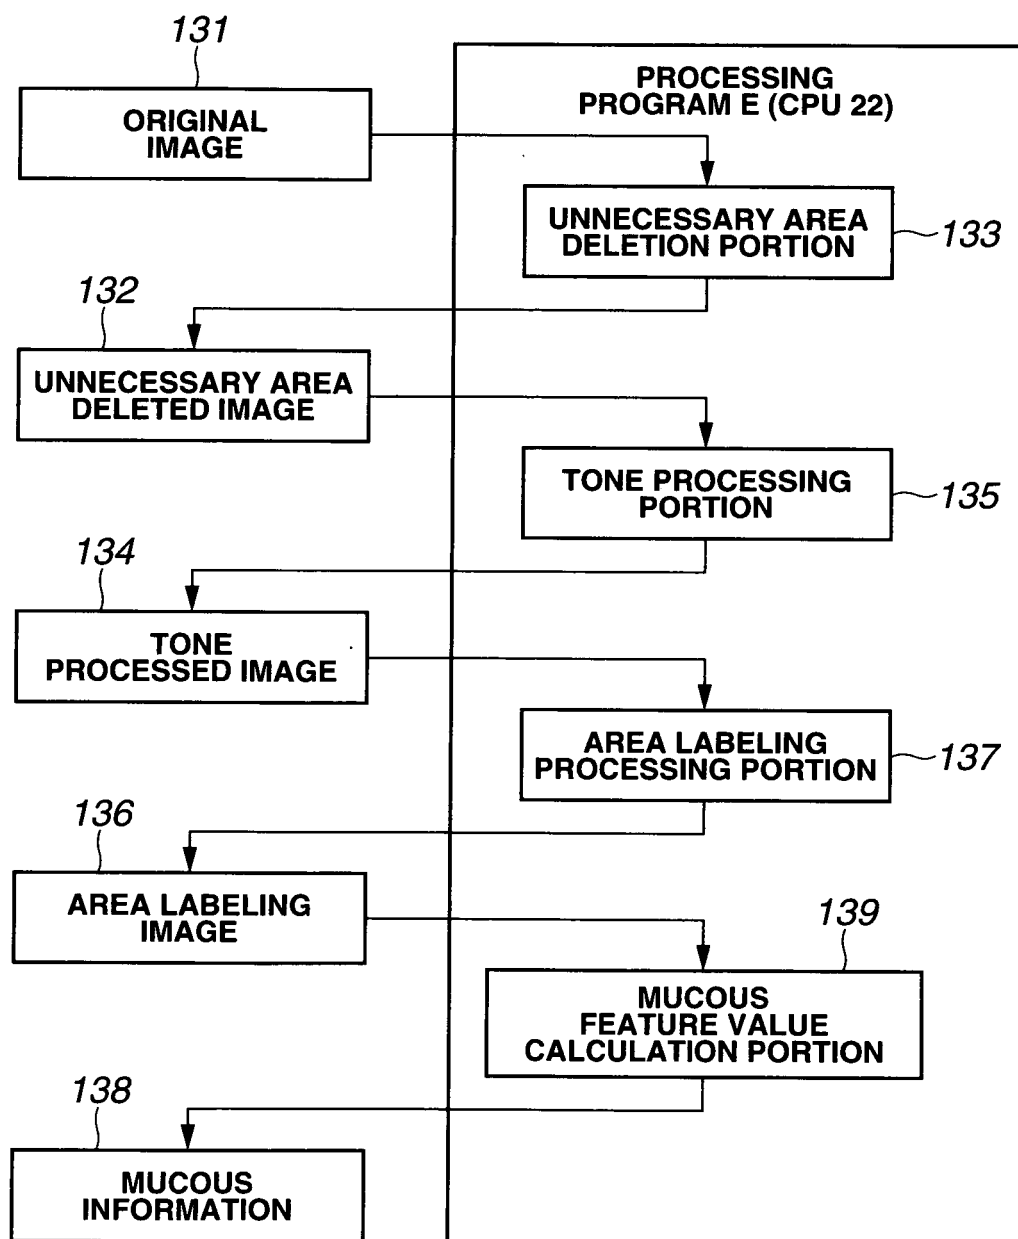 131
PROCESSING
PROGRAM E (CPU 22)
ORIGINAL
IMAGE
UNNECESSARY AREA
DELETION PORTION
133
132
UNNECESSARY AREA
DELETED IMAGE
TONE PROCESSING
PORTION
135
134
TONE
PROCESSED IMAGE
AREA LABELING
PROCESSING PORTION
137
136
AREA LABELING
IMAGE
139
MUCOUS
FEATURE VALUE
CALCULATION PORTION
138
MUCOUS
INFORMATION